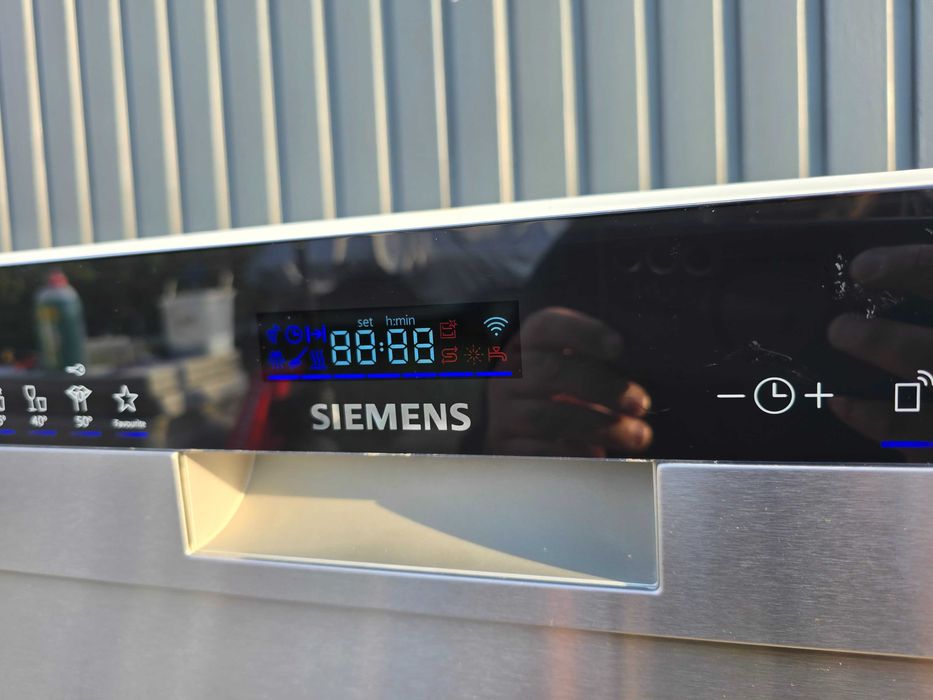 set h:min
88:88
SIEMENS
40° 50° Favourite